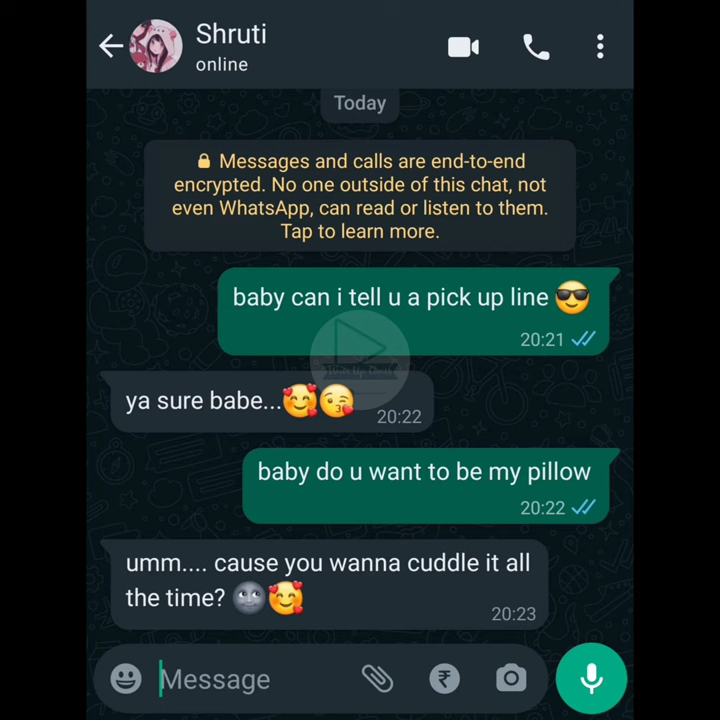 Shruti
online
Today
🔒 Messages and calls are end-to-end
encrypted. No one outside of this chat, not
even WhatsApp, can read or listen to them.
Tap to learn more.
baby can i tell u a pick up line 😎
20:21
ya sure babe...🥰😘
20:22
baby do u want to be my pillow
20:22
umm.... cause you wanna cuddle it all
the time? 🌚🥰
20:23
Message